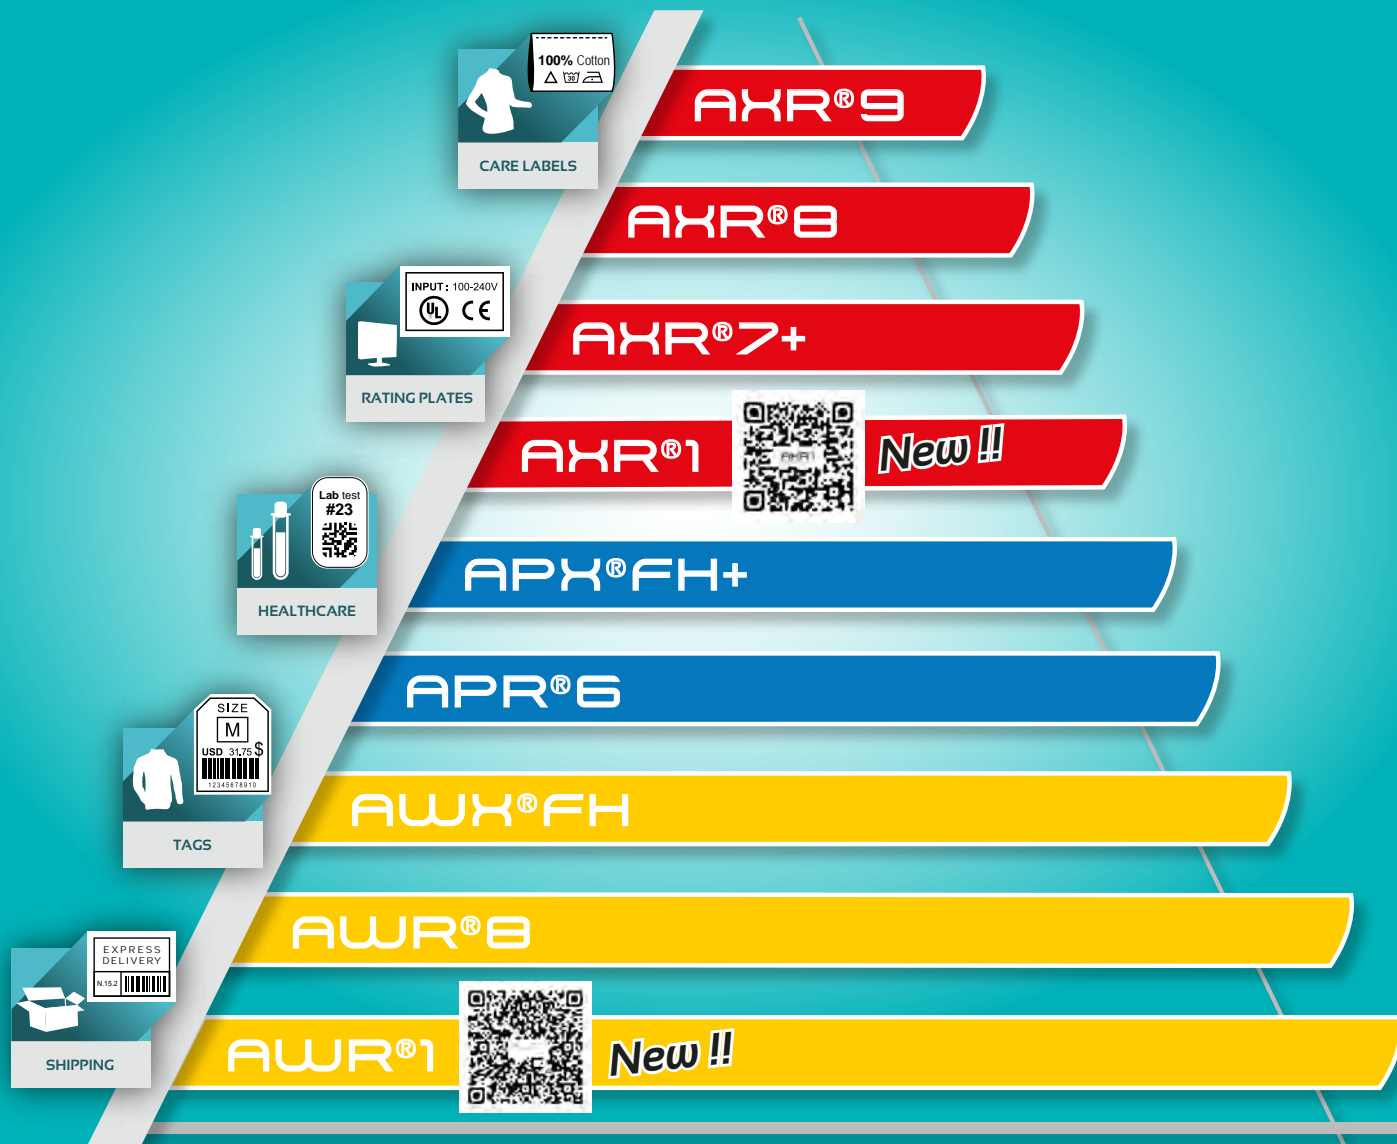 100% Cotton
30
CARE LABELS
AXR®9
AXR®8
INPUT : 100-240V
UL CE
RATING PLATES
AXR®7+
AXR®1
AXR1
New !!
Lab test
#23
HEALTHCARE
APX®FH+
APR®6
SIZE
M
USD 31,75 $
12345678910
TAGS
AWX®FH
AWR®8
EXPRESS
DELIVERY
N.15.2
SHIPPING
AWR®1
New !!